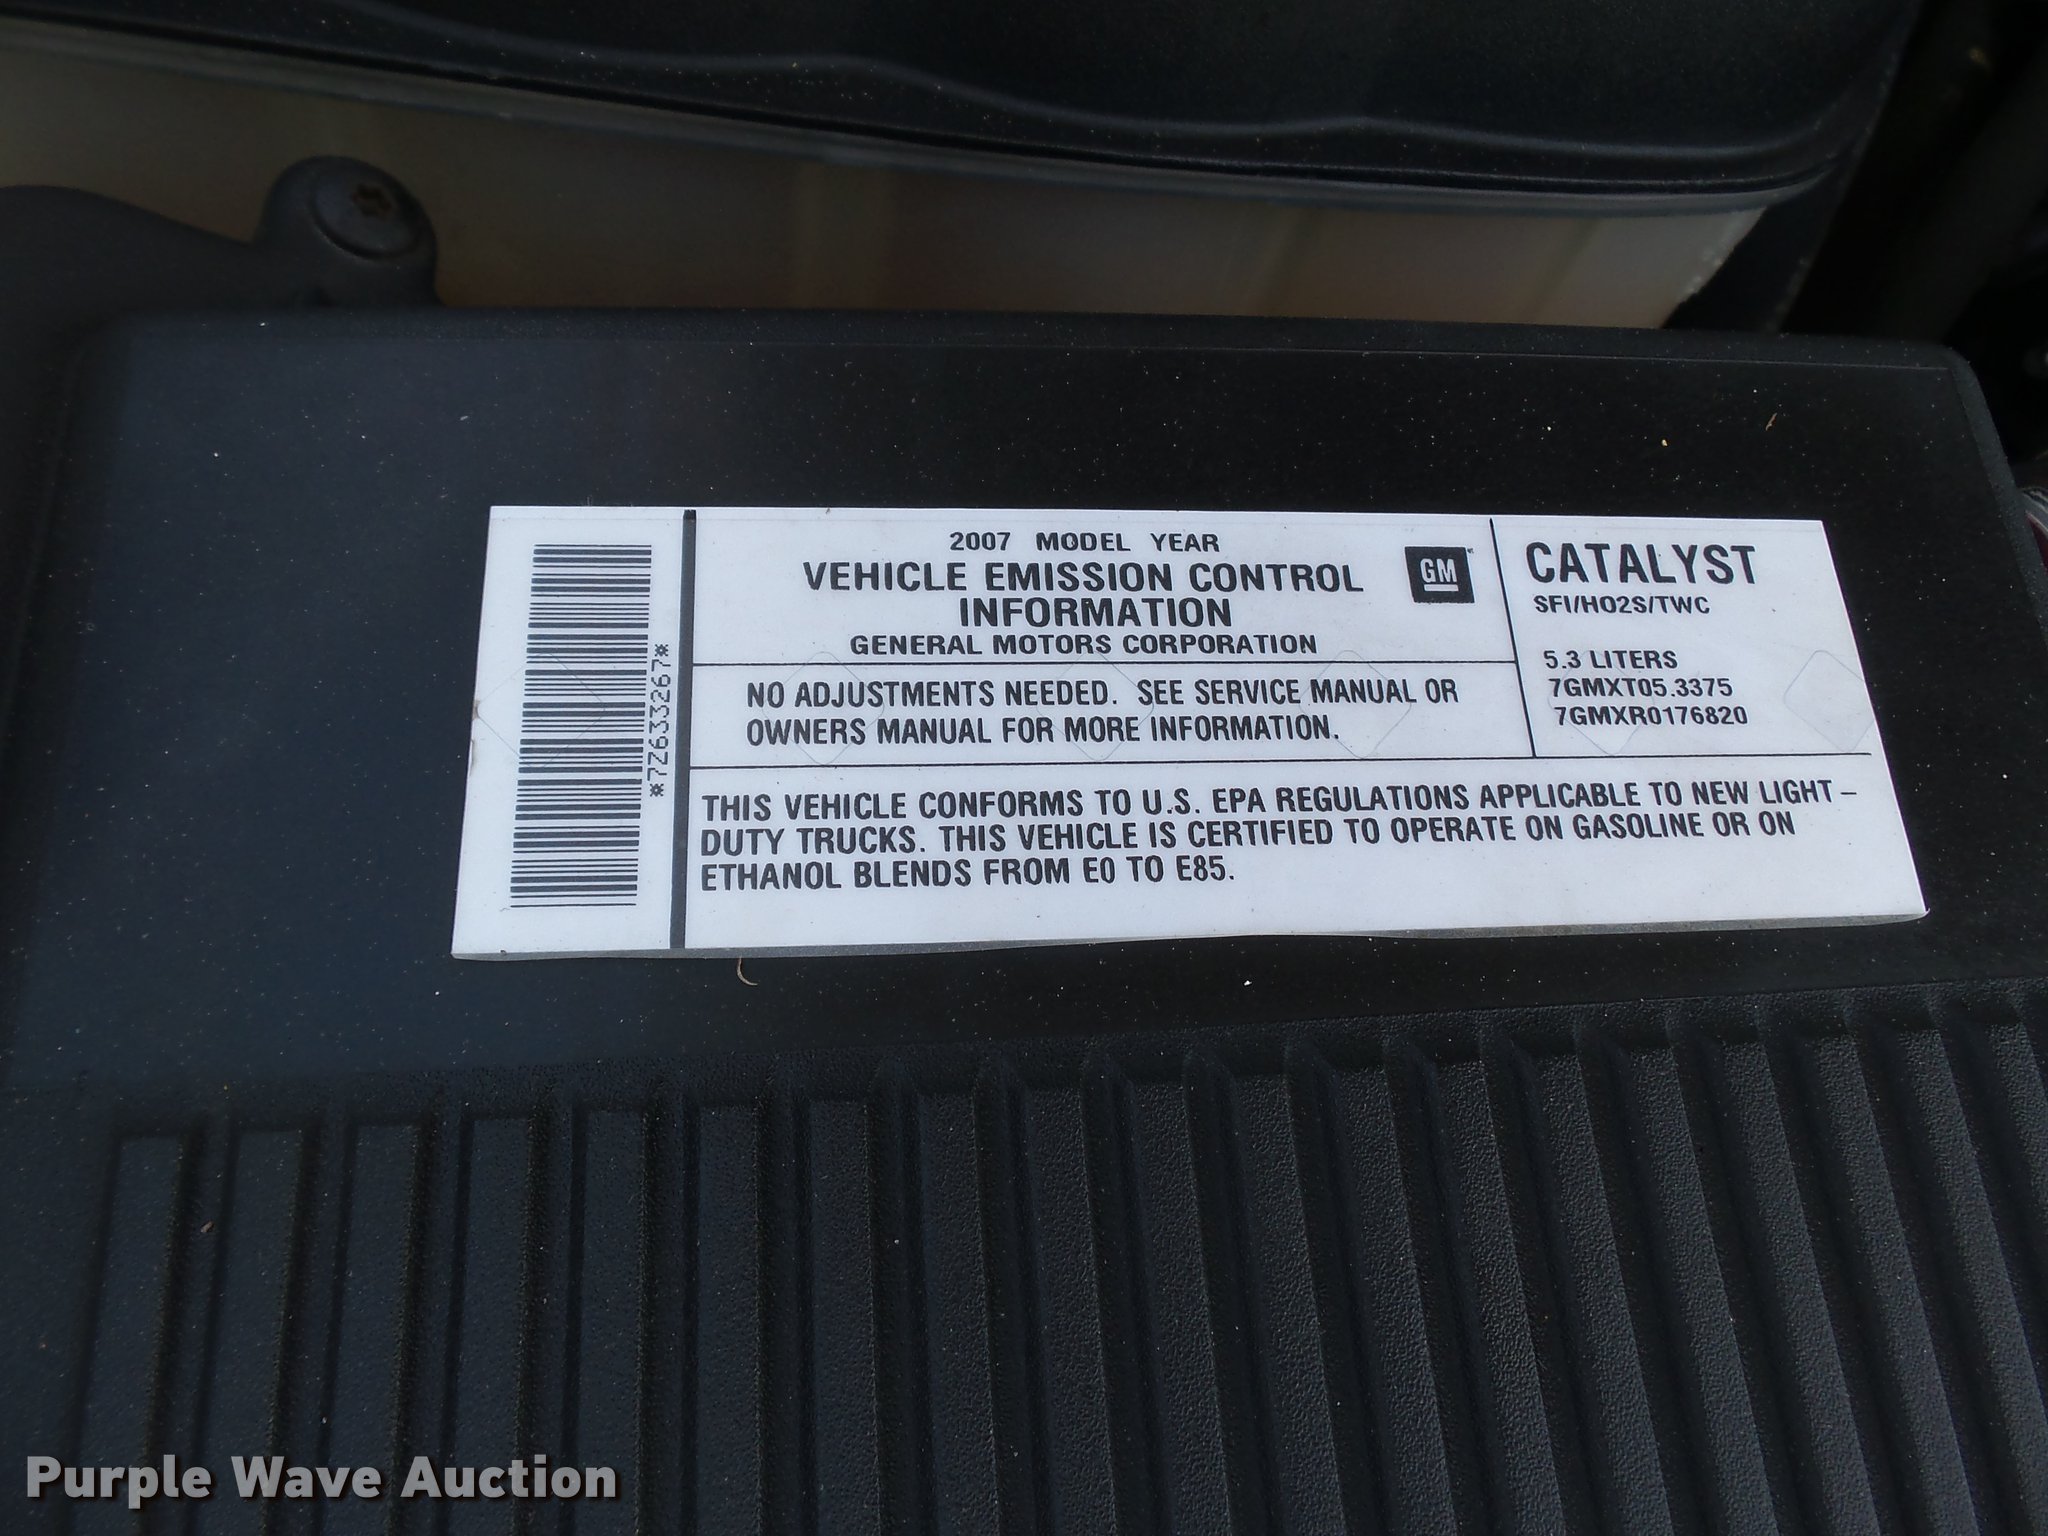 *7Z633267*
2007 MODEL YEAR
VEHICLE EMISSION CONTROL
INFORMATION
GENERAL MOTORS CORPORATION
GM
NO ADJUSTMENTS NEEDED. SEE SERVICE MANUAL OR
OWNERS MANUAL FOR MORE INFORMATION.
CATALYST
SFI/HO2S/TWC
5.3 LITERS
7GMXT05.3375
7GMXR0176820
THIS VEHICLE CONFORMS TO U.S. EPA REGULATIONS APPLICABLE TO NEW LIGHT-
DUTY TRUCKS. THIS VEHICLE IS CERTIFIED TO OPERATE ON GASOLINE OR ON
ETHANOL BLENDS FROM E0 TO E85.
Purple Wave Auction